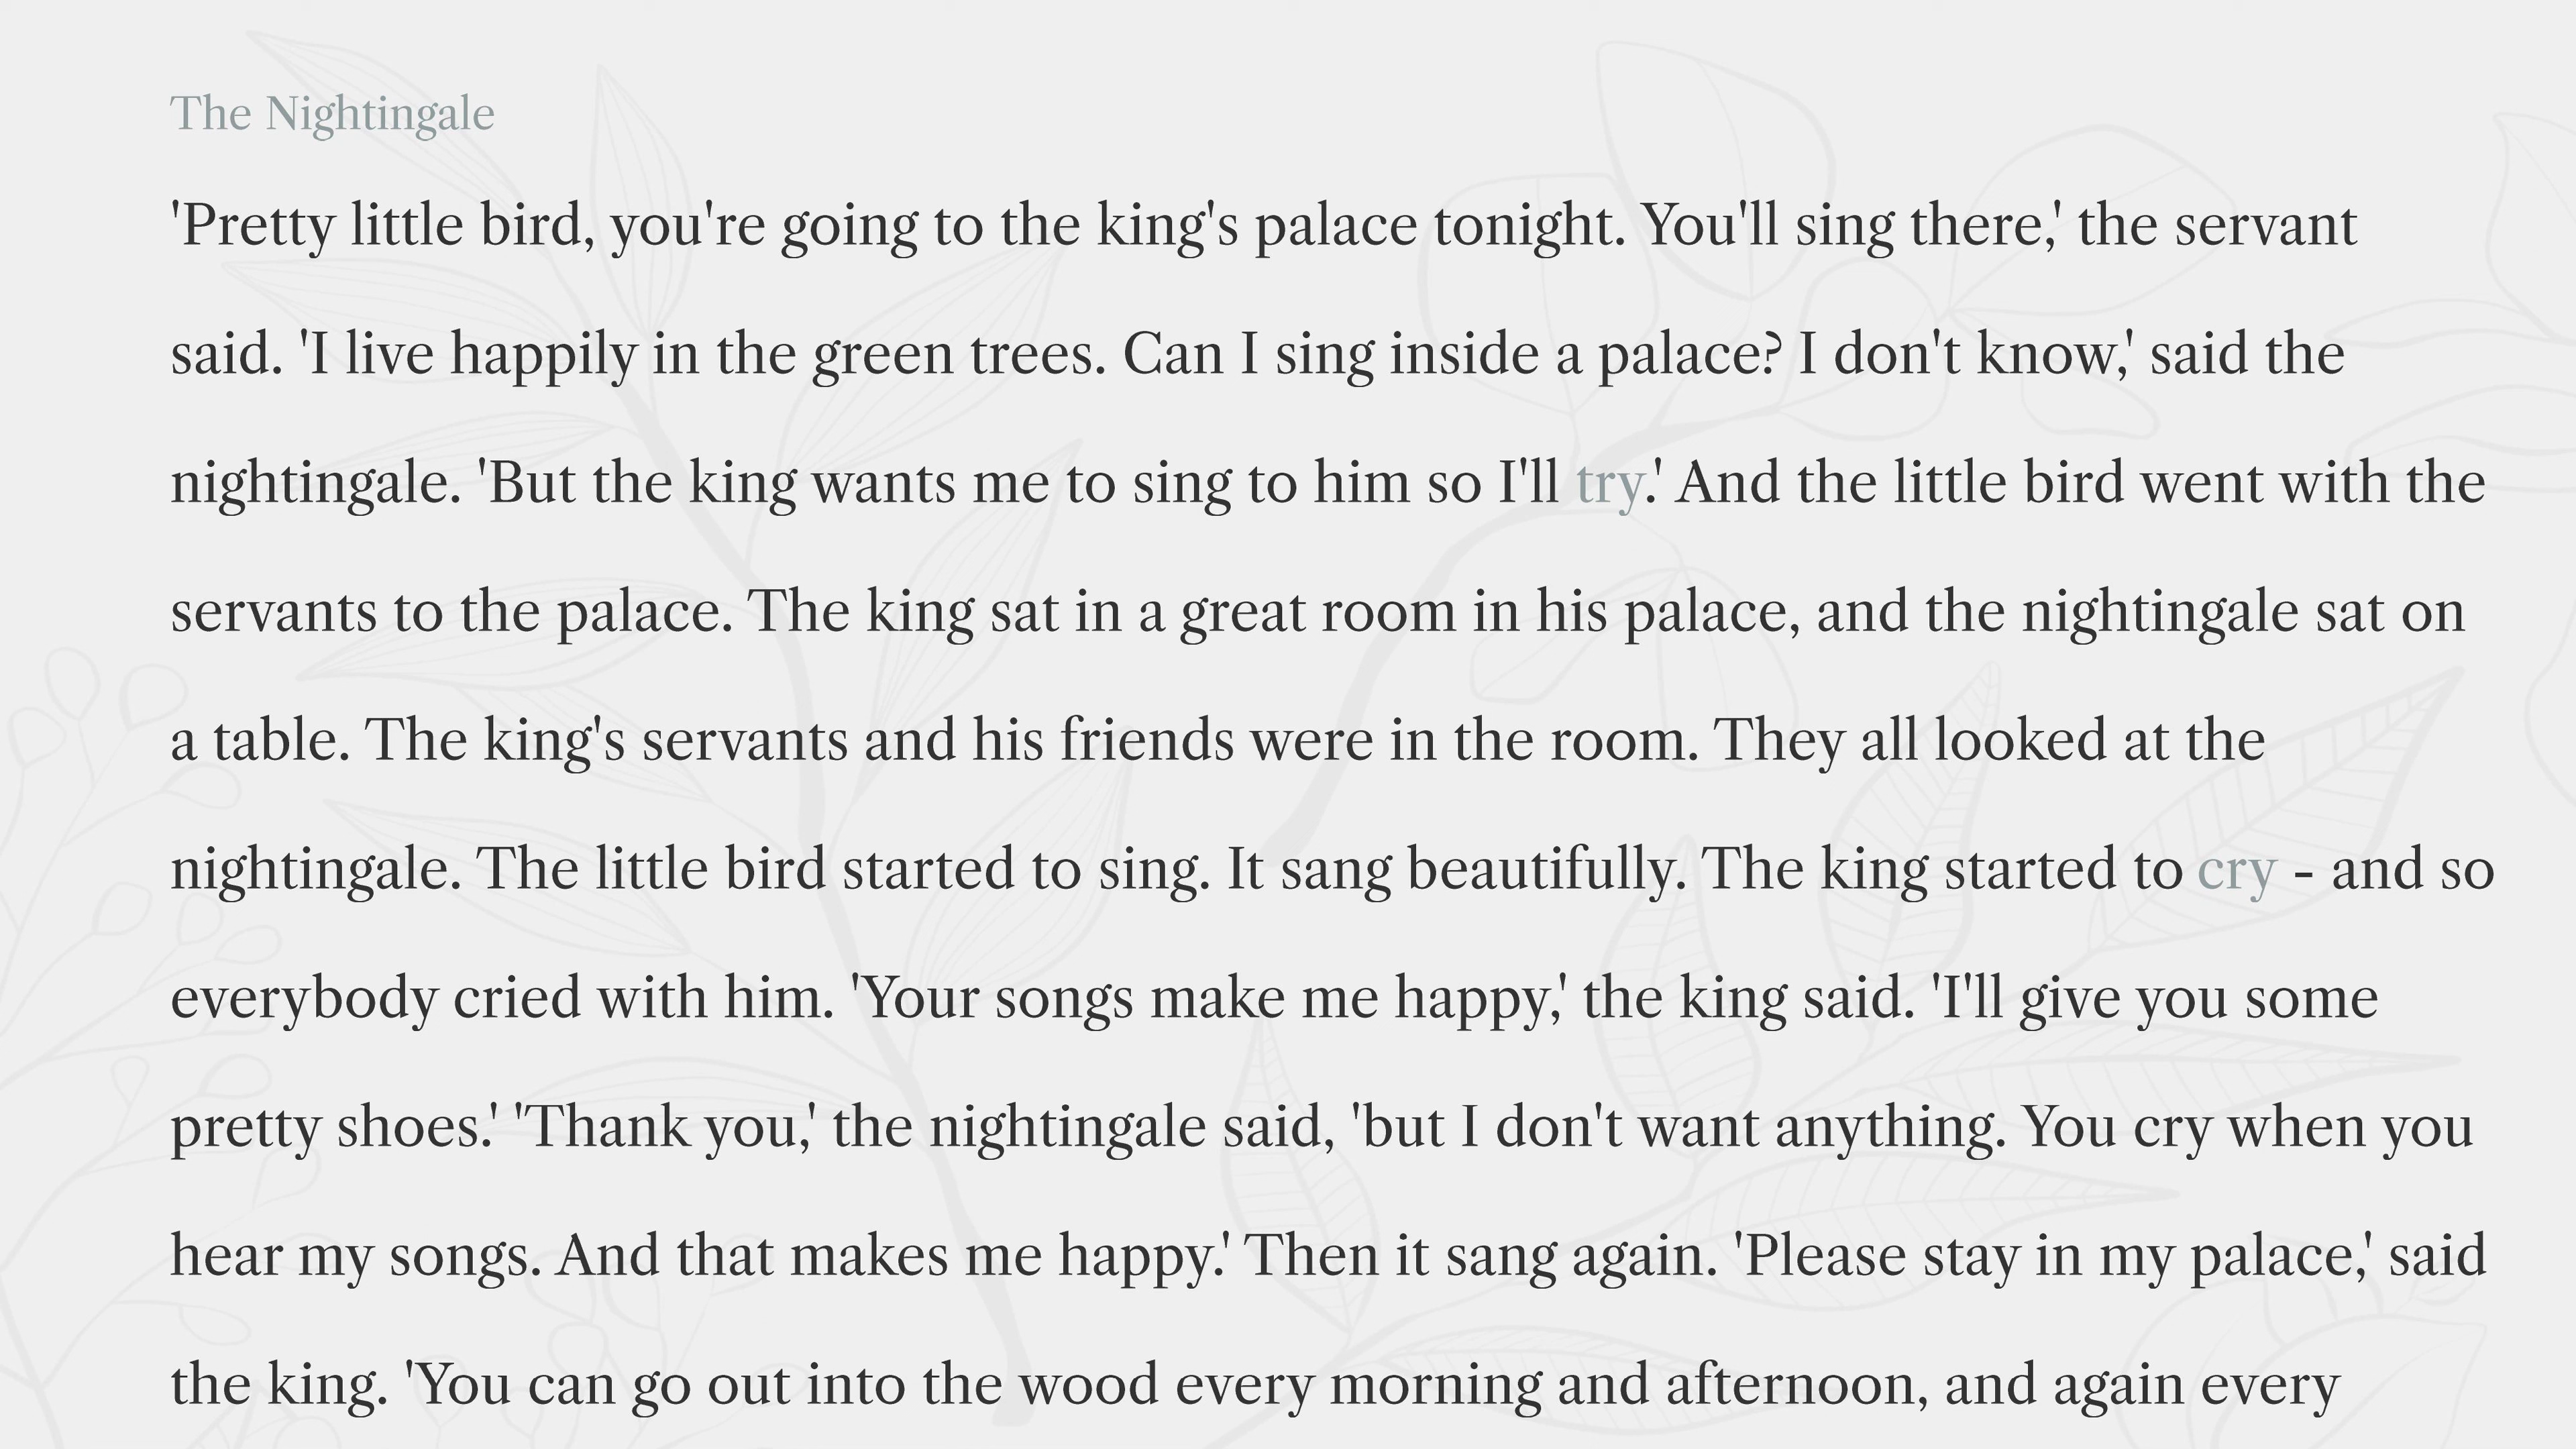 The Nightingale
'Pretty little bird, you're going to the king's palace tonight. You'll sing there,' the servant
said. 'I live happily in the green trees. Can I sing inside a palace? I don't know,' said the
nightingale. 'But the king wants me to sing to him so I'll try.' And the little bird went with the
servants to the palace. The king sat in a great room in his palace, and the nightingale sat on
a table. The king's servants and his friends were in the room. They all looked at the
nightingale. The little bird started to sing. It sang beautifully. The king started to cry - and so
everybody cried with him. 'Your songs make me happy,' the king said. 'I'll give you some
pretty shoes.' 'Thank you,' the nightingale said, 'but I don't want anything. You cry when you
hear my songs. And that makes me happy.' Then it sang again. 'Please stay in my palace,' said
the king. 'You can go out into the wood every morning and afternoon, and again every